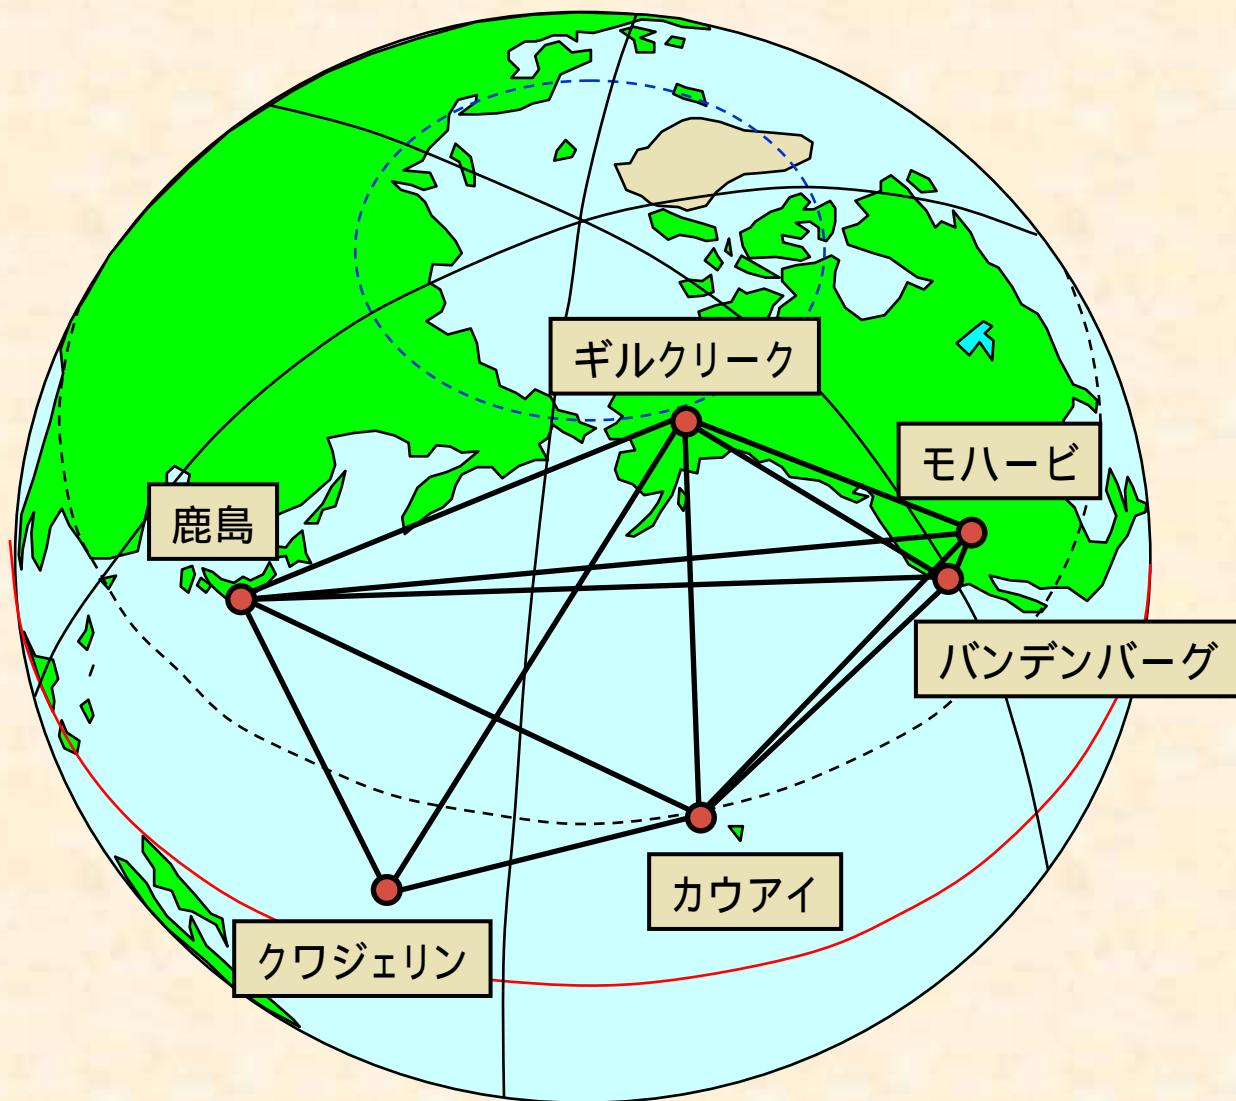 ギルクリーク
モハービ
鹿島
バンデンバーグ
カウアイ
クワジェリン